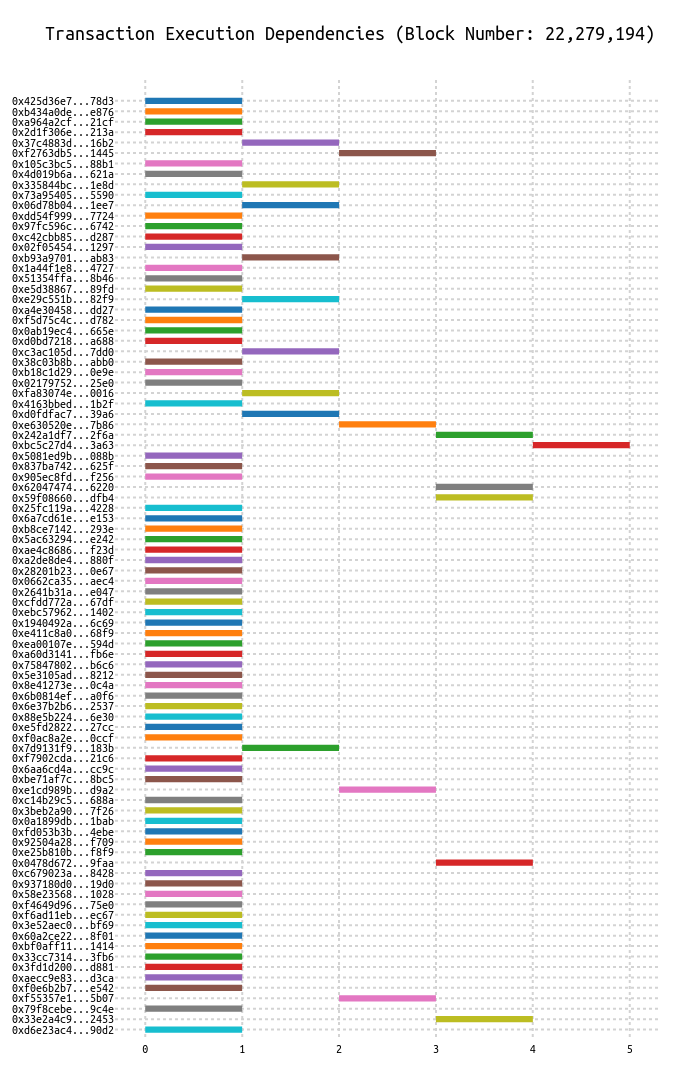 Transaction Execution Dependencies (Block Number: 22,279,194)
0x425d36e7...78d3
0xb434a0de...e876
0xa964a2cf...21cf
0x2d1f306e...213a
0x37c4883d...16b2
0xf2763db5...1445
0x105c3bc5...88b1
0x4d019b6a...621a
0x335844bc...1e8d
0x73a95405...5590
0x06d78b04...1ee7
0xdd54f999...7724
0x97fc596c...6742
0xc42cbb85...d287
0x02f05454...1297
0xb93a9701...ab83
0x1a44f1e8...4727
0x51354ffa...8b46
0xe5d38867...89fd
0xe29c551b...82f9
0xa4e30458...dd27
0xf5d75c4c...d782
0x0ab19ec4...665e
0xd0bd7218...a688
0xc3ac105d...7dd0
0x38c03b8b...abb0
0xb18c1d29...0e9e
0x02179752...25e0
0xfa83074e...0016
0x4163bbed...1b2f
0xd0fdfac7...39a6
0xe630520e...7b86
0x242a1df7...2f6a
0xbc5c27d4...3a63
0x5081ed9b...088b
0x837ba742...625f
0x905ec8fd...f256
0x62047474...6220
0x59f08660...dfb4
0x25fc119a...4228
0x6a7cd61e...e153
0xb8ce7142...293e
0x5ac63294...e242
0xae4c8686...f23d
0xa2de8de4...880f
0x28201b23...0e67
0x0662ca35...aec4
0x2641b31a...e047
0xcfdd772a...67df
0xebc57962...1402
0x1940492a...6c69
0xe411c8a0...68f9
0xea00107e...594d
0xa60d3141...fb6e
0x75847802...b6c6
0x5e3105ad...8212
0x8e41273e...0c4a
0x6b0814ef...a0f6
0x6e37b2b6...2537
0x88e5b224...6e30
0xe5fd2822...27cc
0xf0ac8a2e...0ccf
0x7d9131f9...183b
0xf7902cda...21c6
0x6aa6cd4a...cc9c
0xbe71af7c...8bc5
0xe1cd989b...d9a2
0xc14b29c5...688a
0x3beb2a90...7f26
0x0a1899db...1bab
0xfd053b3b...4ebe
0x92504a28...f709
0xe25b810b...f8f9
0x0478d672...9faa
0xc679023a...8428
0x937180d0...19d0
0x58e23568...1028
0xf4649d96...75e0
0xf6ad11eb...ec67
0x3e52aec0...bf69
0x60a2ce22...8f01
0xbf0aff11...1414
0x33cc7314...3fb6
0x3fd1d200...d881
0xaecc9e83...d3ca
0xf0e6b2b7...e542
0xf55357e1...5b07
0x79f8cebe...9c4e
0x33e2a4c9...2453
0xd6e23ac4...90d2
0 1 2 3 4 5